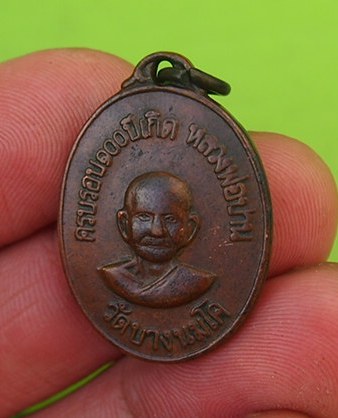 ครบรอบ๑๐๐ปีเกิด หลวงพ่อปาน
วัดบางนมโค